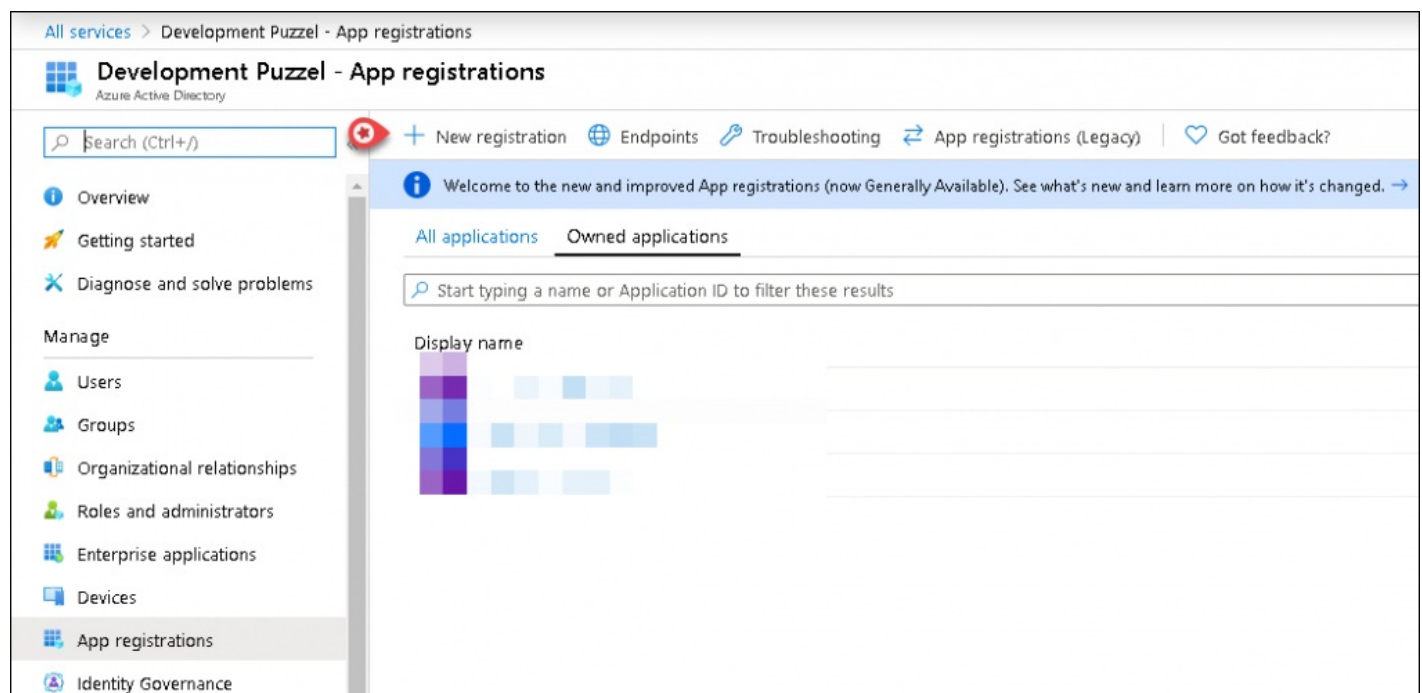 All services > Development Puzzel - App registrations
Development Puzzel - App registrations
Azure Active Directory
Search (Ctrl+/)
New registration Endpoints Troubleshooting App registrations (Legacy) Got feedback?
Welcome to the new and improved App registrations (now Generally Available). See what's new and learn more on how it's changed. →
Overview
Getting started
Diagnose and solve problems
Manage
Users
Groups
Organizational relationships
Roles and administrators
Enterprise applications
Devices
App registrations
Identity Governance
All applications Owned applications
Start typing a name or Application ID to filter these results
Display name